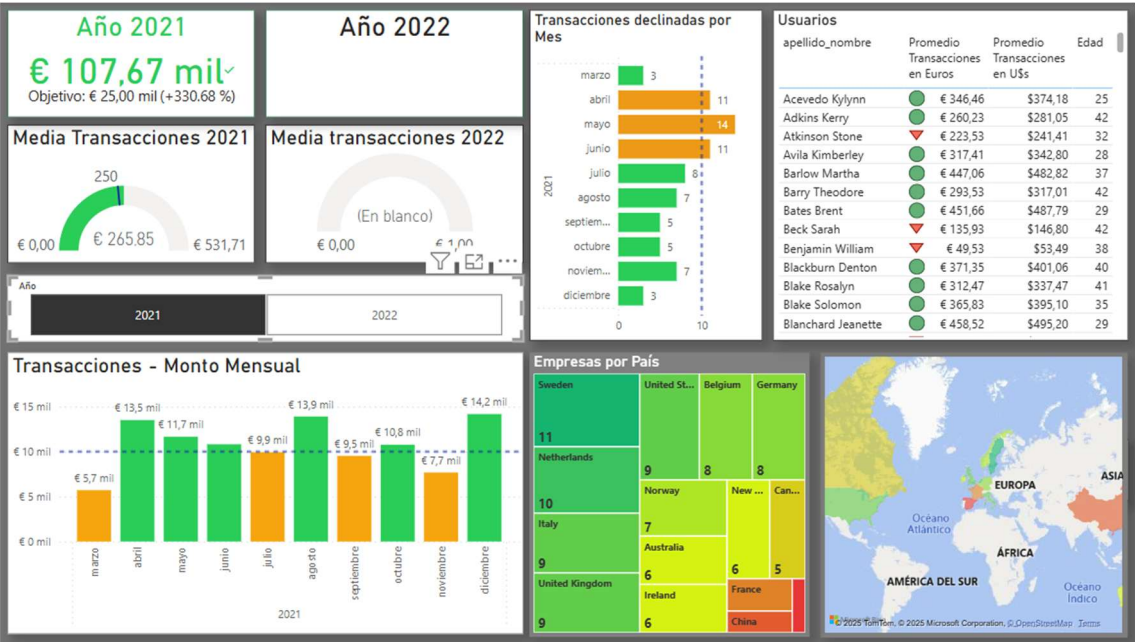 Año 2021
€ 107,67 mil
Objetivo: € 25,00 mil (+330.68 %)
Año 2022
Media Transacciones 2021
250
€ 0,00
€ 265,85
€ 531,71
Media transacciones 2022
(En blanco)
€ 0,00
€ 1,00
Año
2021
2022
Transacciones declinadas por
Mes
2021
marzo 3
abril 11
mayo 14
junio 11
julio 8
agosto 7
septiem... 5
octubre 5
noviem... 7
diciembre 3
0 10
Usuarios
apellido_nombre Promedio Transacciones en Euros Promedio Transacciones en U$s Edad
Acevedo Kylynn € 346,46 $374,18 25
Adkins Kerry € 260,23 $281,05 42
Atkinson Stone € 223,53 $241,41 32
Avila Kimberley € 317,41 $342,80 28
Barlow Martha € 447,06 $482,82 37
Barry Theodore € 293,53 $317,01 42
Bates Brent € 451,66 $487,79 29
Beck Sarah € 135,93 $146,80 42
Benjamin William € 49,53 $53,49 38
Blackburn Denton € 371,35 $401,06 40
Blake Rosalyn € 312,47 $337,47 41
Blake Solomon € 365,83 $395,10 35
Blanchard Jeanette € 458,52 $495,20 29
Transacciones - Monto Mensual
€ 15 mil
€ 10 mil
€ 5 mil
€ 0 mil
€ 5,7 mil
€ 13,5 mil
€ 11,7 mil
€ 9,9 mil
€ 13,9 mil
€ 9,5 mil
€ 10,8 mil
€ 7,7 mil
€ 14,2 mil
marzo
abril
mayo
junio
julio
agosto
septiembre
octubre
noviembre
diciembre
2021
Empresas por País
Sweden
11
Netherlands
10
Italy
9
United Kingdom
9
United St...
9
Belgium
8
Germany
8
Norway
7
Australia
6
Ireland
6
New ...
6
Can...
5
France
China
EUROPA
ASIA
Océano
Atlántico
ÁFRICA
AMÉRICA DEL SUR
Océano
Índico
© 2025 TomTom, © 2025 Microsoft Corporation, © OpenStreetMap Terms